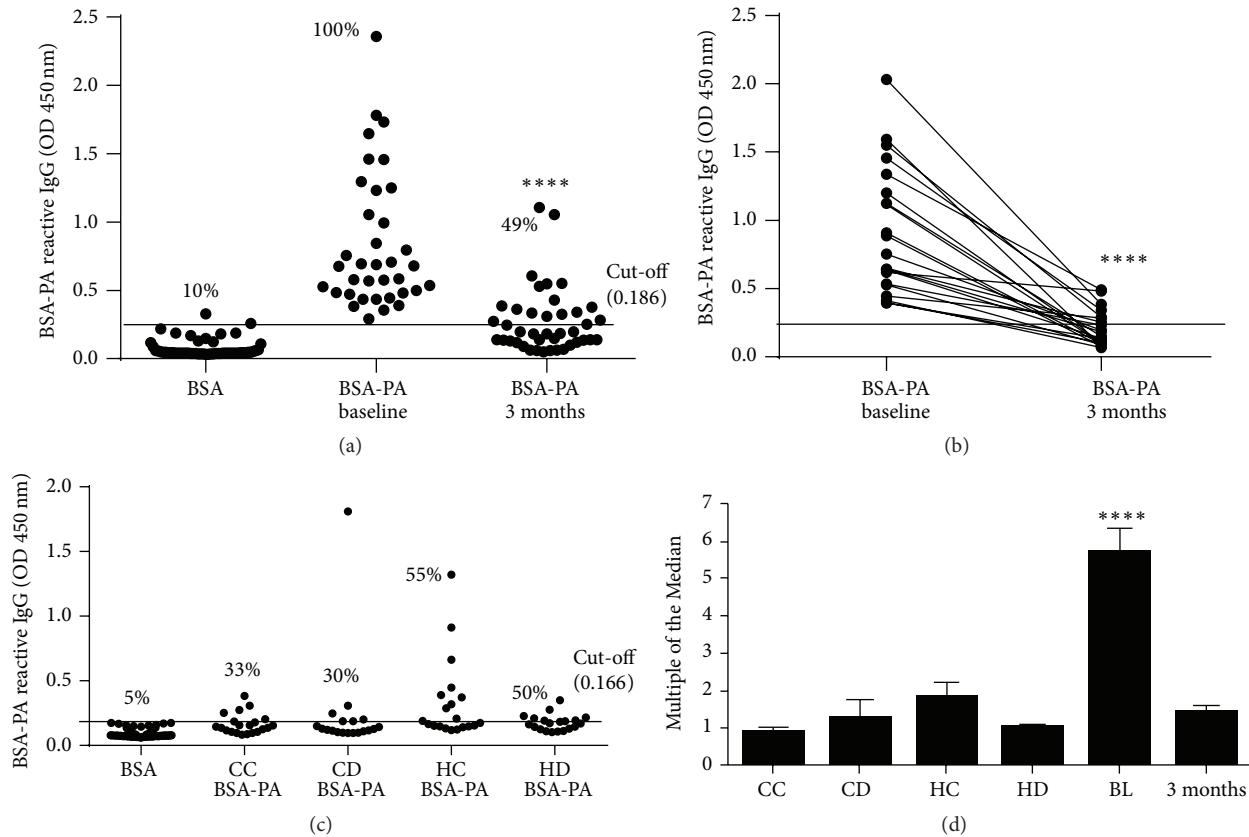 BSA-PA reactive IgG (OD 450 nm)
2.5
2.0
1.5
1.0
0.5
0.0
100%
10%
49%
****
Cut-off
(0.186)
BSA
BSA-PA
baseline
BSA-PA
3 months
(a)
BSA-PA reactive IgG (OD 450 nm)
2.5
2.0
1.5
1.0
0.5
0.0
****
BSA-PA
baseline
BSA-PA
3 months
(b)
BSA-PA reactive IgG (OD 450 nm)
2.0
1.5
1.0
0.5
0.0
5%
33%
30%
55%
50%
Cut-off
(0.166)
BSA
CC
BSA-PA
CD
BSA-PA
HC
BSA-PA
HD
BSA-PA
(c)
Multiple of the Median
7
6
5
4
3
2
1
0
****
CC
CD
HC
HD
BL
3 months
(d)